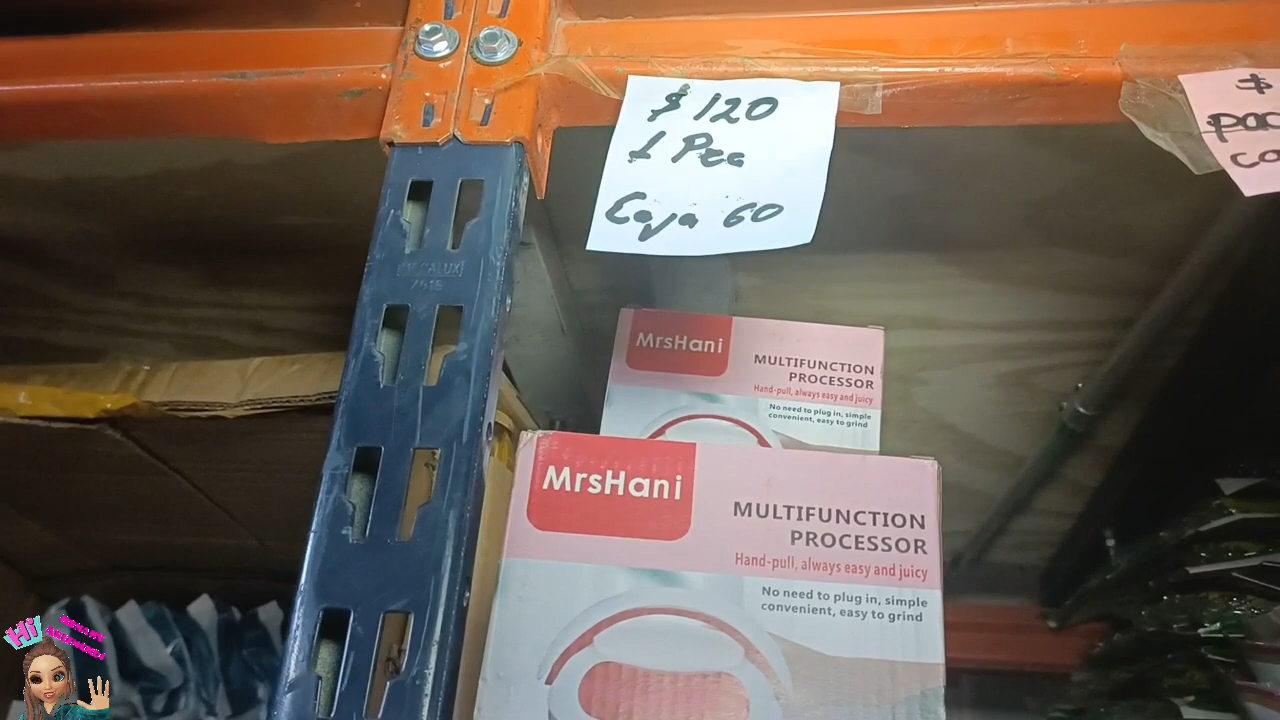 $ 120
1 Pza
Caja 60
$
MECALUX
MrsHani
MULTIFUNCTION
PROCESSOR
Hand-pull, always easy and juicy
No need to plug in, simple
convenient, easy to grind
MrsHani
MULTIFUNCTION
PROCESSOR
Hand-pull, always easy and juicy
No need to plug in, simple
convenient, easy to grind
HI!